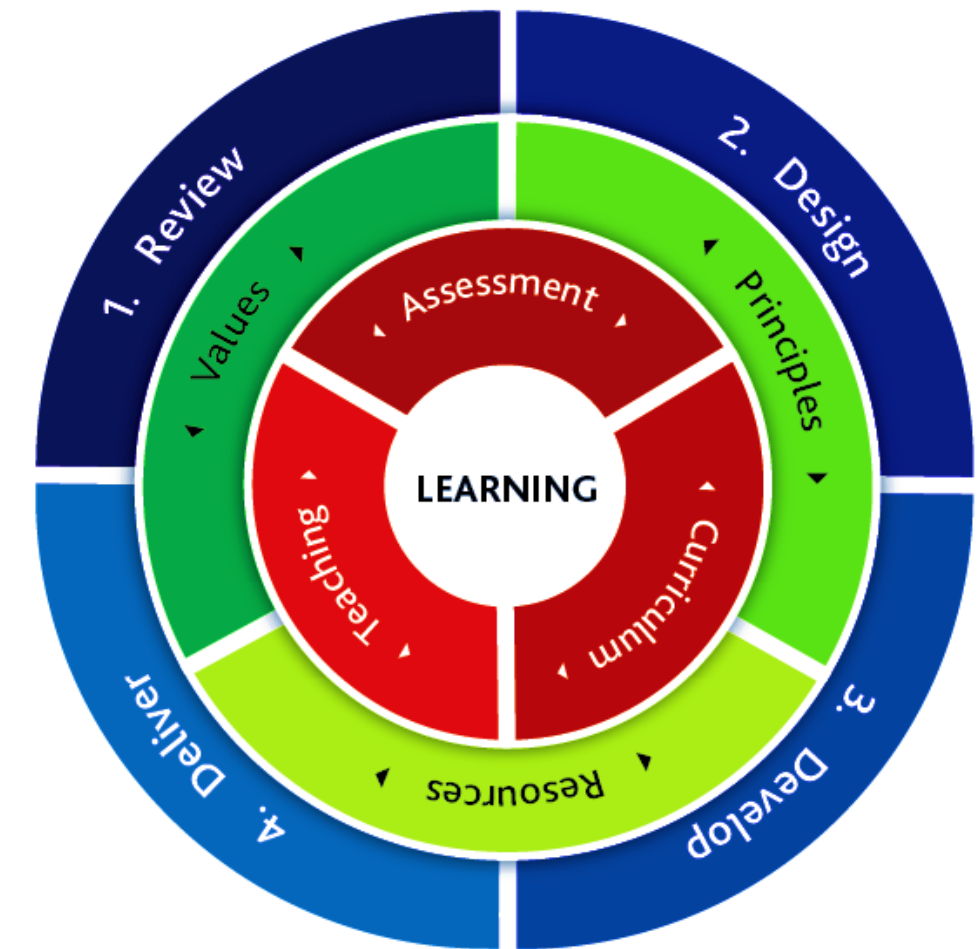 1. Review
2. Design
3. Develop
4. Deliver
Values
Principles
Resources
Assessment
Curriculum
Teaching
LEARNING